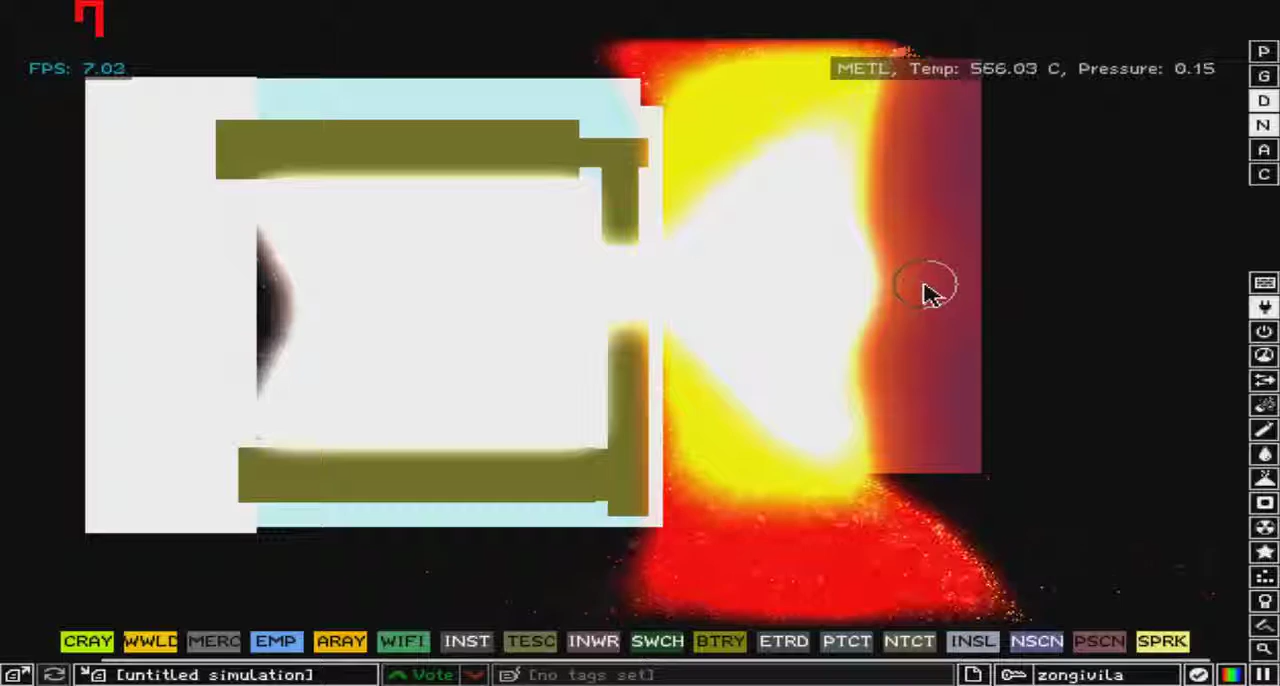 FPS: 7.03
METL, Temp: 566.03 C, Pressure: 0.15
P
G
D
N
A
C
CRAY WWLD MERC EMP ARAY WIFI INST TESC INWR SWCH BTRY ETRD PTCT NTCT INSL NSCN PSCN SPRK
[untitled simulation] Vote [no tags set] zongivila